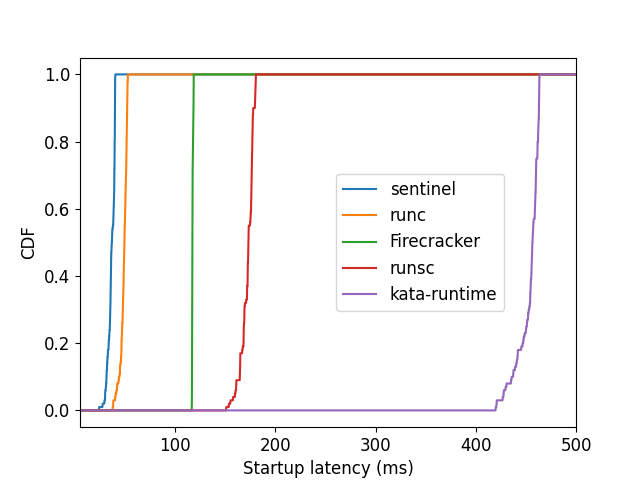 1.0
0.8
0.6
0.4
0.2
0.0
CDF
sentinel
runc
Firecracker
runsc
kata-runtime
100 200 300 400 500
Startup latency (ms)